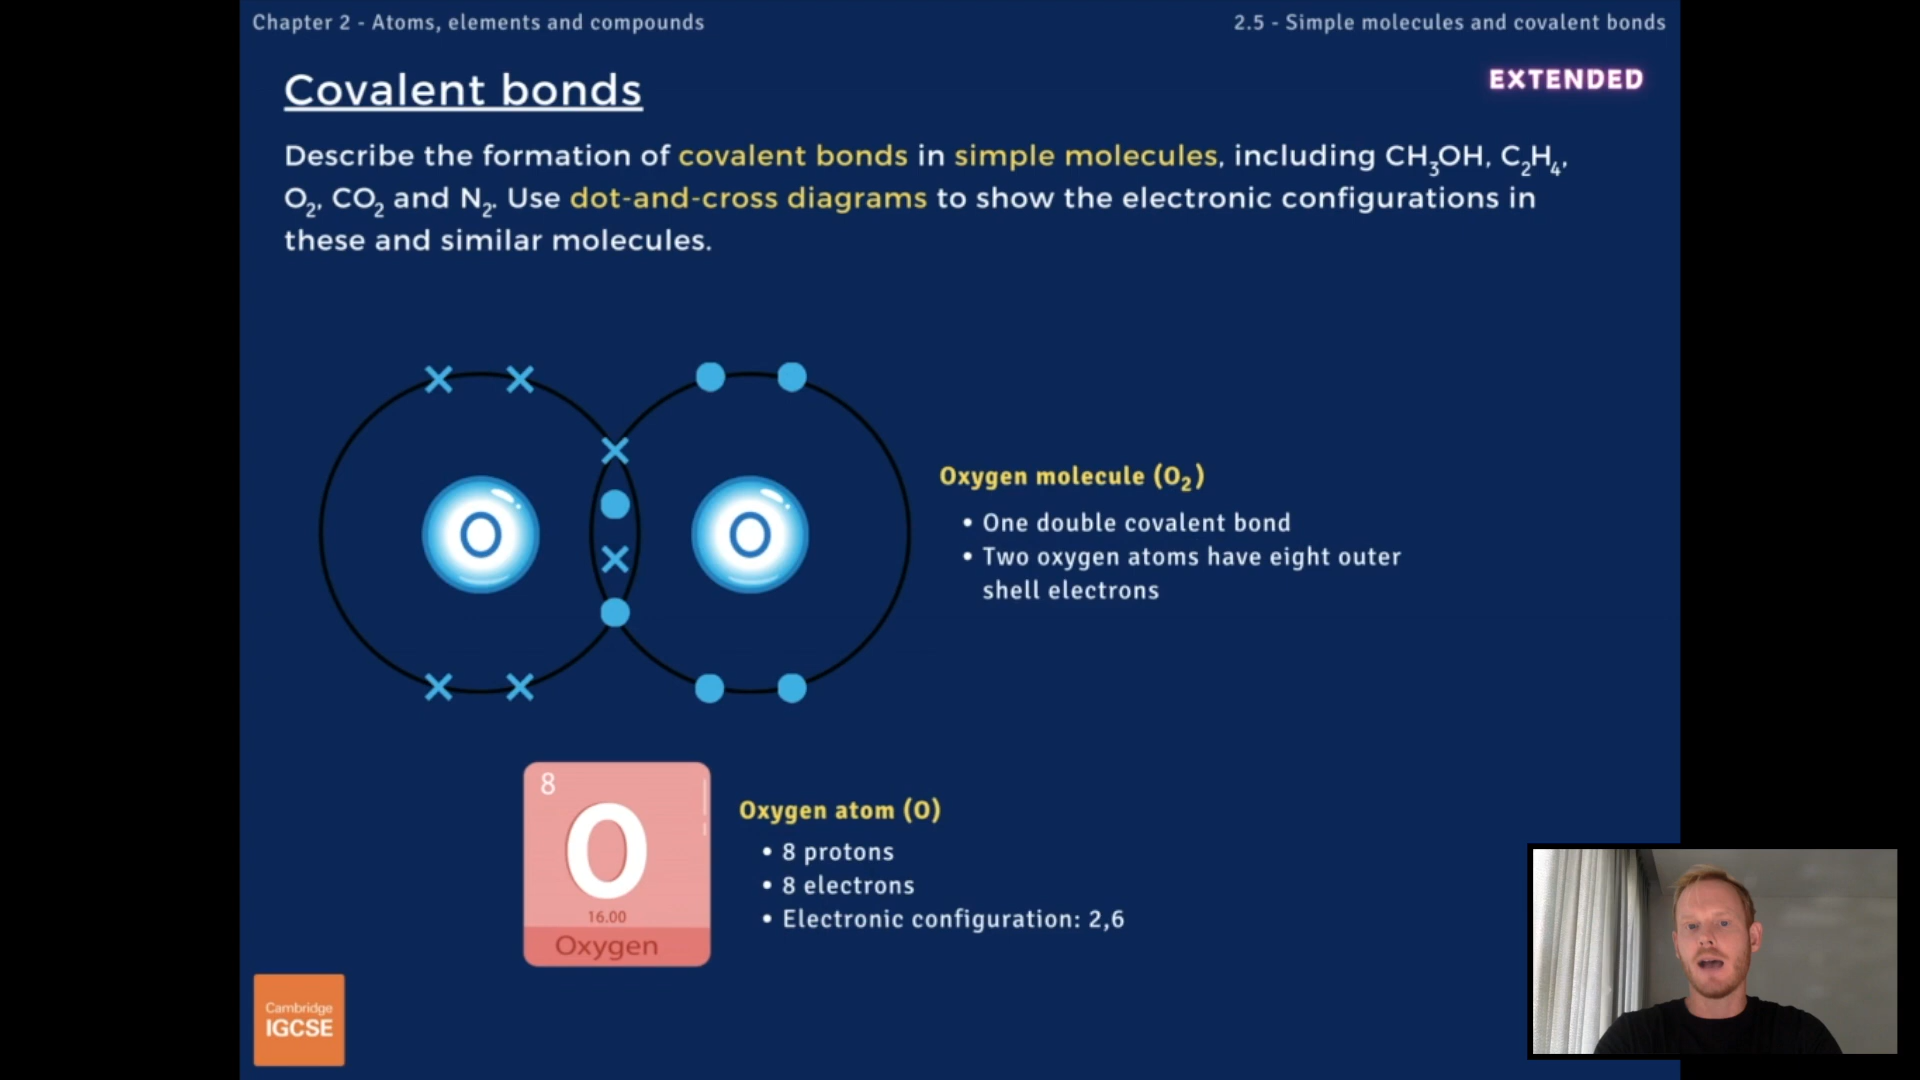 Chapter 2 - Atoms, elements and compounds
2.5 - Simple molecules and covalent bonds
Covalent bonds
EXTENDED
Describe the formation of covalent bonds in simple molecules, including CH₃OH, C₂H₄,
O₂, CO₂ and N₂. Use dot-and-cross diagrams to show the electronic configurations in
these and similar molecules.
O
O
Oxygen molecule (O₂)
• One double covalent bond
• Two oxygen atoms have eight outer
shell electrons
8
O
16.00
Oxygen
Oxygen atom (O)
• 8 protons
• 8 electrons
• Electronic configuration: 2,6
Cambridge
IGCSE